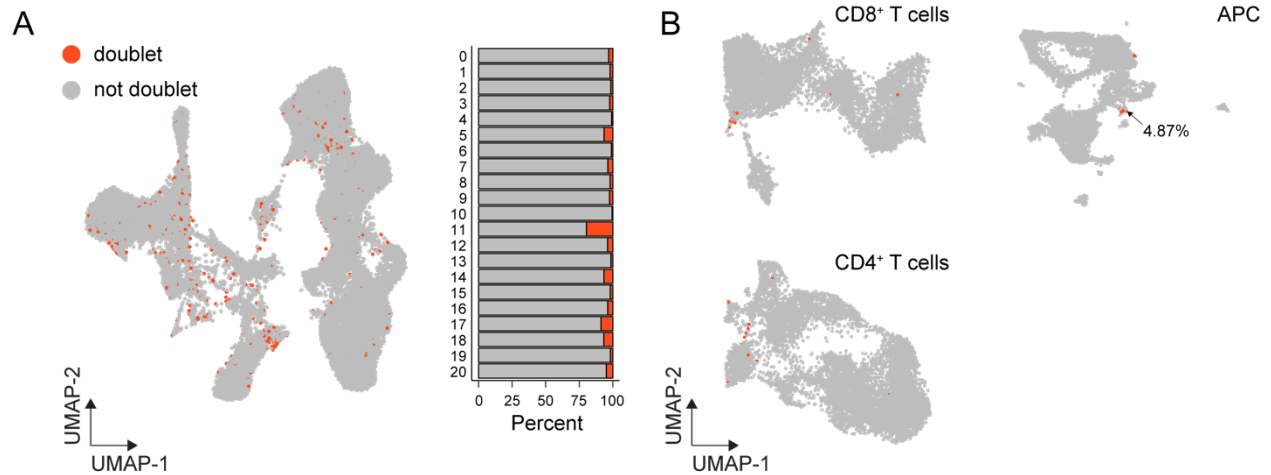 A
doublet
not doublet
0
1
2
3
4
5
6
7
8
9
10
11
12
13
14
15
16
17
18
19
20
0 25 50 75 100
Percent
UMAP-2
UMAP-1
B
CD8⁺ T cells
APC
4.87%
CD4⁺ T cells
UMAP-2
UMAP-1